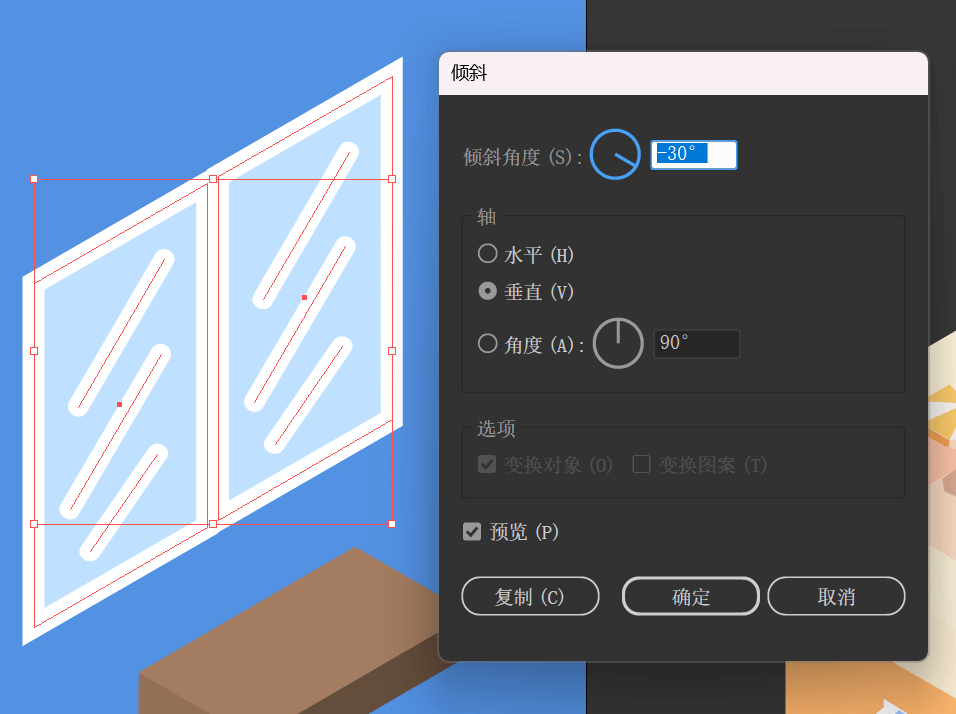 倾斜
倾斜角度 (S): -30°
轴
水平 (H)
垂直 (V)
角度 (A): 90°
选项
变换对象 (O) 变换图案 (T)
预览 (P)
复制 (C) 确定 取消